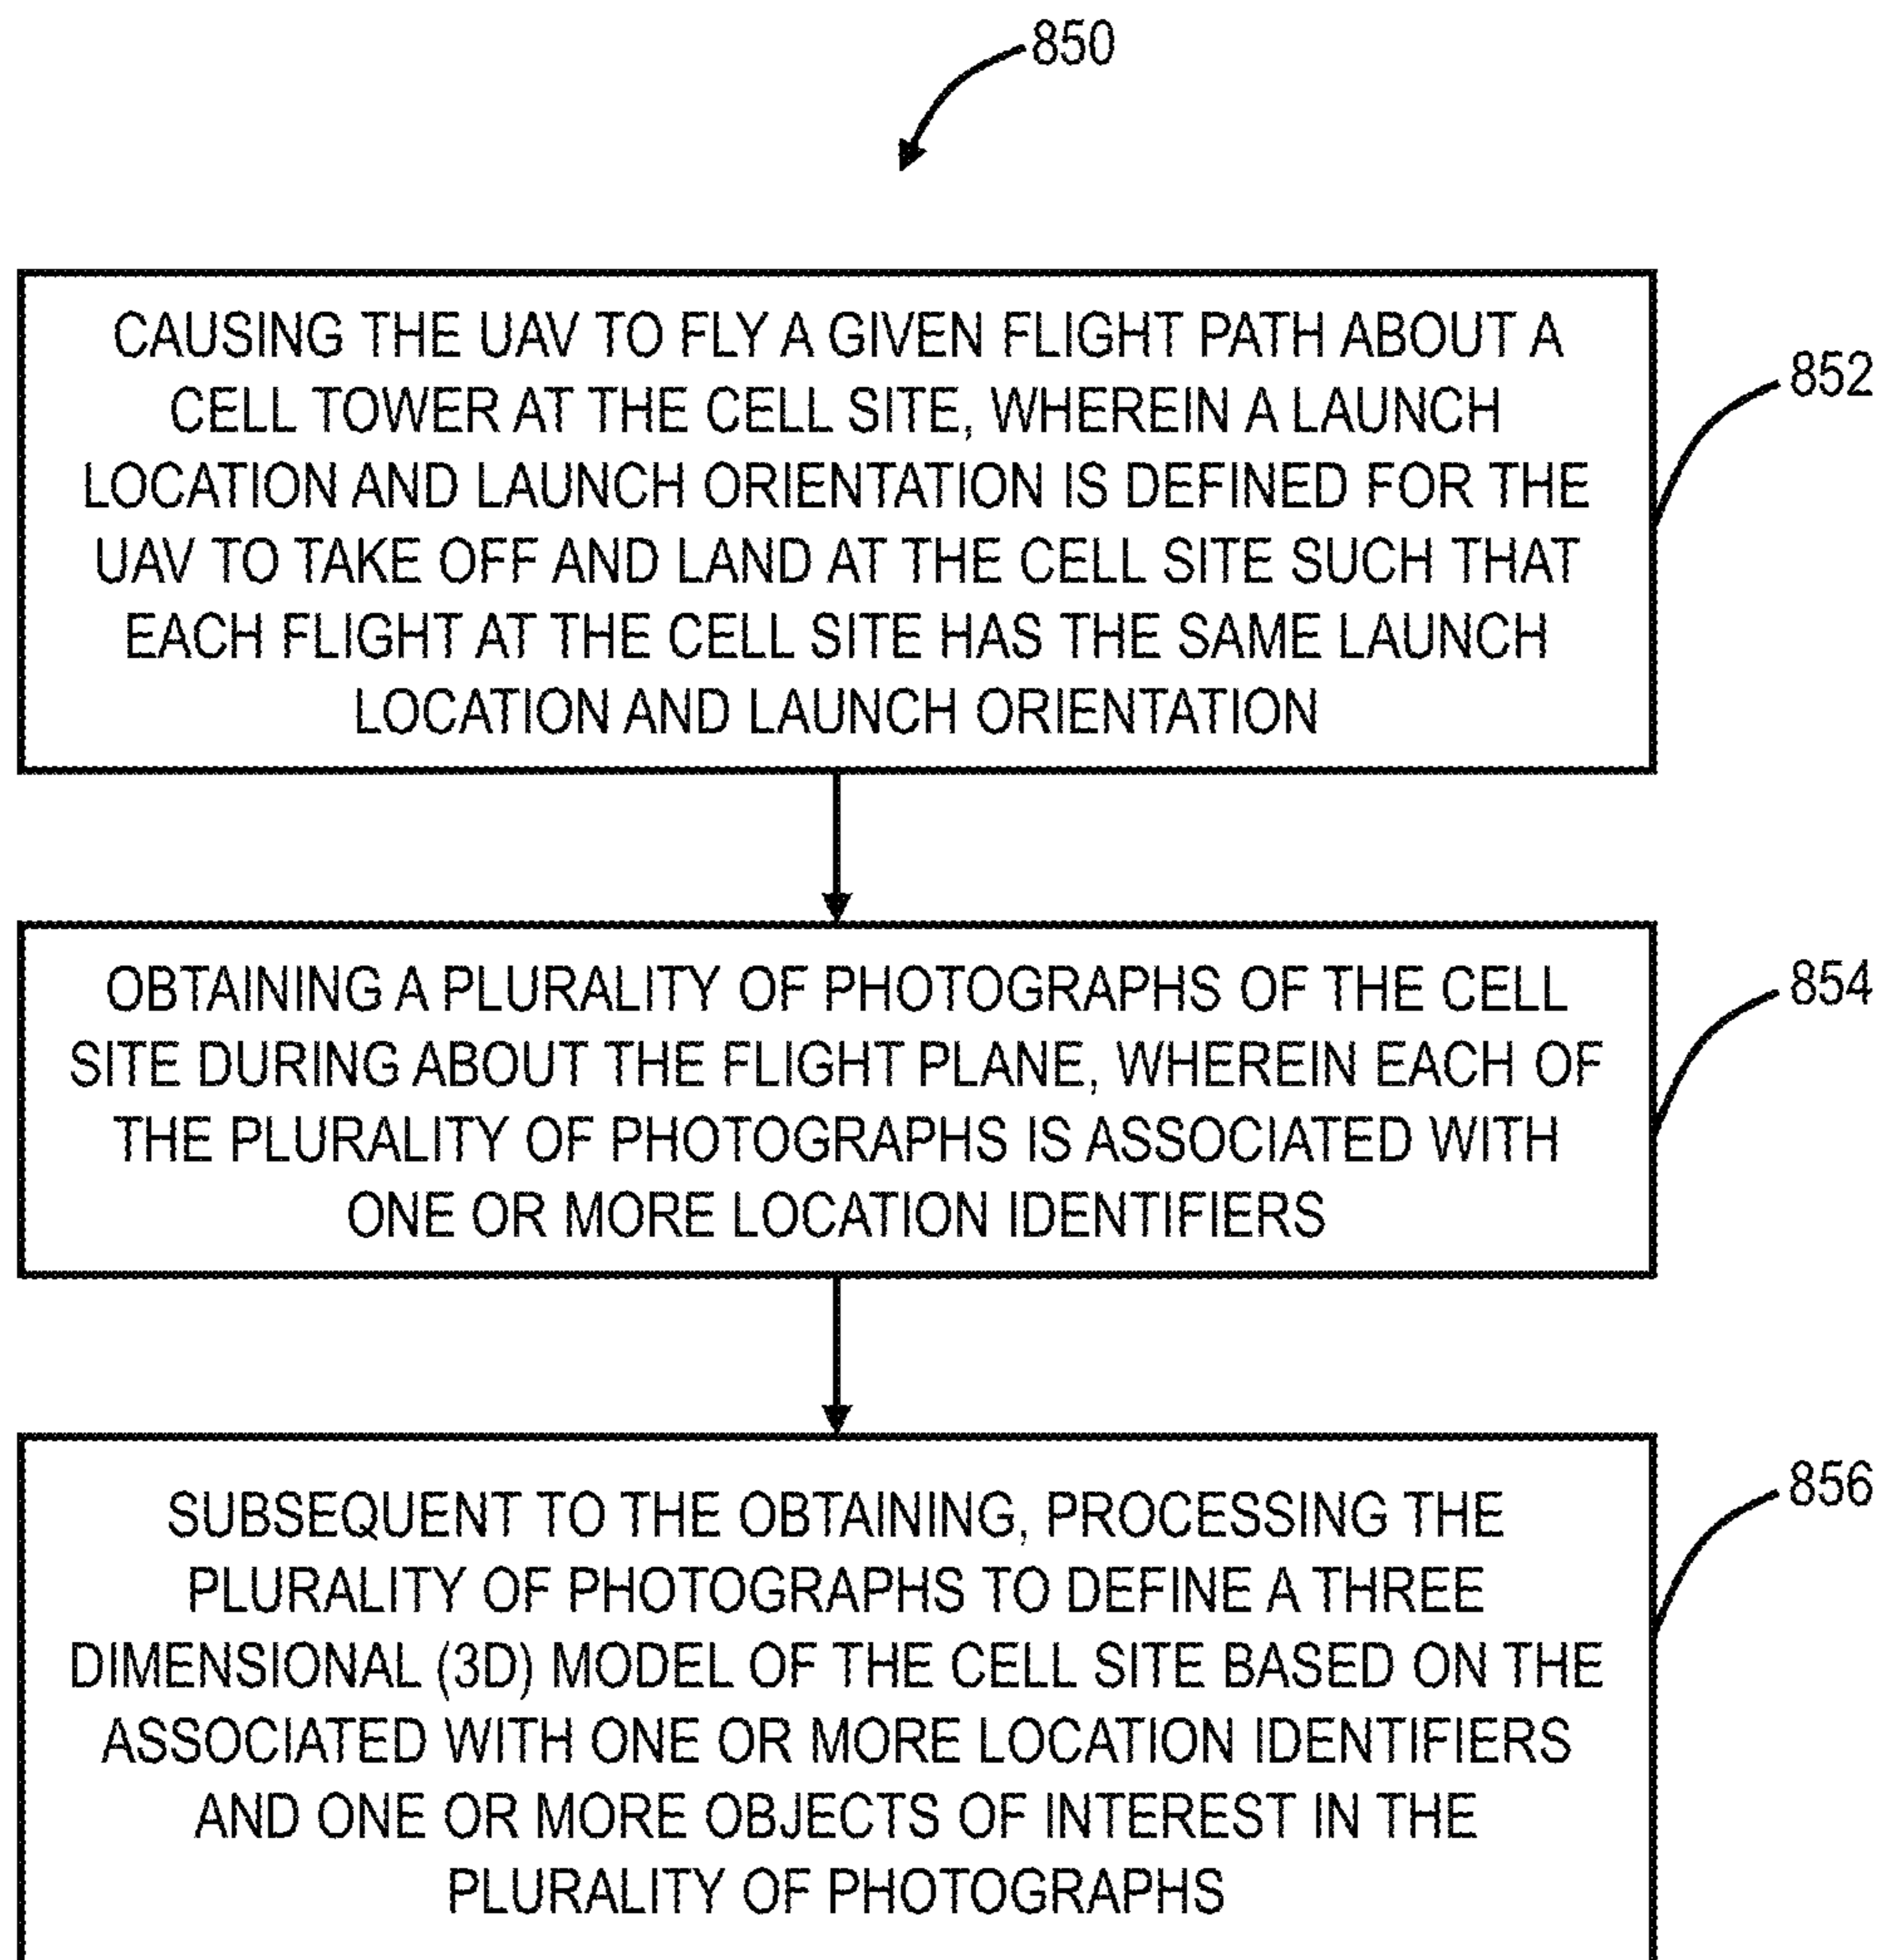 850
CAUSING THE UAV TO FLY A GIVEN FLIGHT PATH ABOUT A
CELL TOWER AT THE CELL SITE, WHEREIN A LAUNCH
LOCATION AND LAUNCH ORIENTATION IS DEFINED FOR THE
UAV TO TAKE OFF AND LAND AT THE CELL SITE SUCH THAT
EACH FLIGHT AT THE CELL SITE HAS THE SAME LAUNCH
LOCATION AND LAUNCH ORIENTATION
852
OBTAINING A PLURALITY OF PHOTOGRAPHS OF THE CELL
SITE DURING ABOUT THE FLIGHT PLANE, WHEREIN EACH OF
THE PLURALITY OF PHOTOGRAPHS IS ASSOCIATED WITH
ONE OR MORE LOCATION IDENTIFIERS
854
SUBSEQUENT TO THE OBTAINING, PROCESSING THE
PLURALITY OF PHOTOGRAPHS TO DEFINE A THREE
DIMENSIONAL (3D) MODEL OF THE CELL SITE BASED ON THE
ASSOCIATED WITH ONE OR MORE LOCATION IDENTIFIERS
AND ONE OR MORE OBJECTS OF INTEREST IN THE
PLURALITY OF PHOTOGRAPHS
856